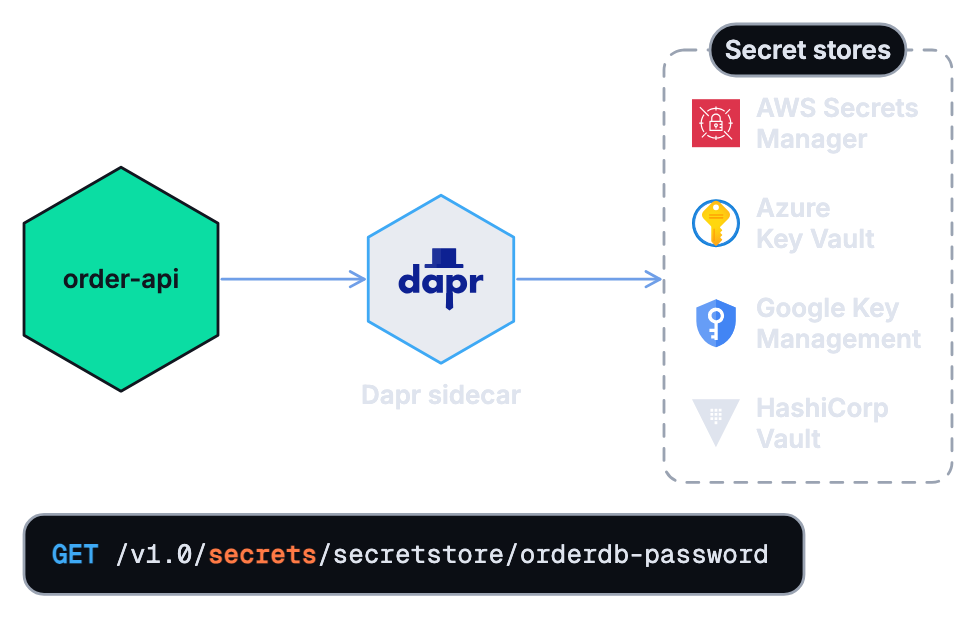 Secret stores
AWS Secrets
Manager
Azure
Key Vault
order-api
dapr
Google Key
Management
Dapr sidecar
HashiCorp
Vault
GET /v1.0/secrets/secretstore/orderdb-password